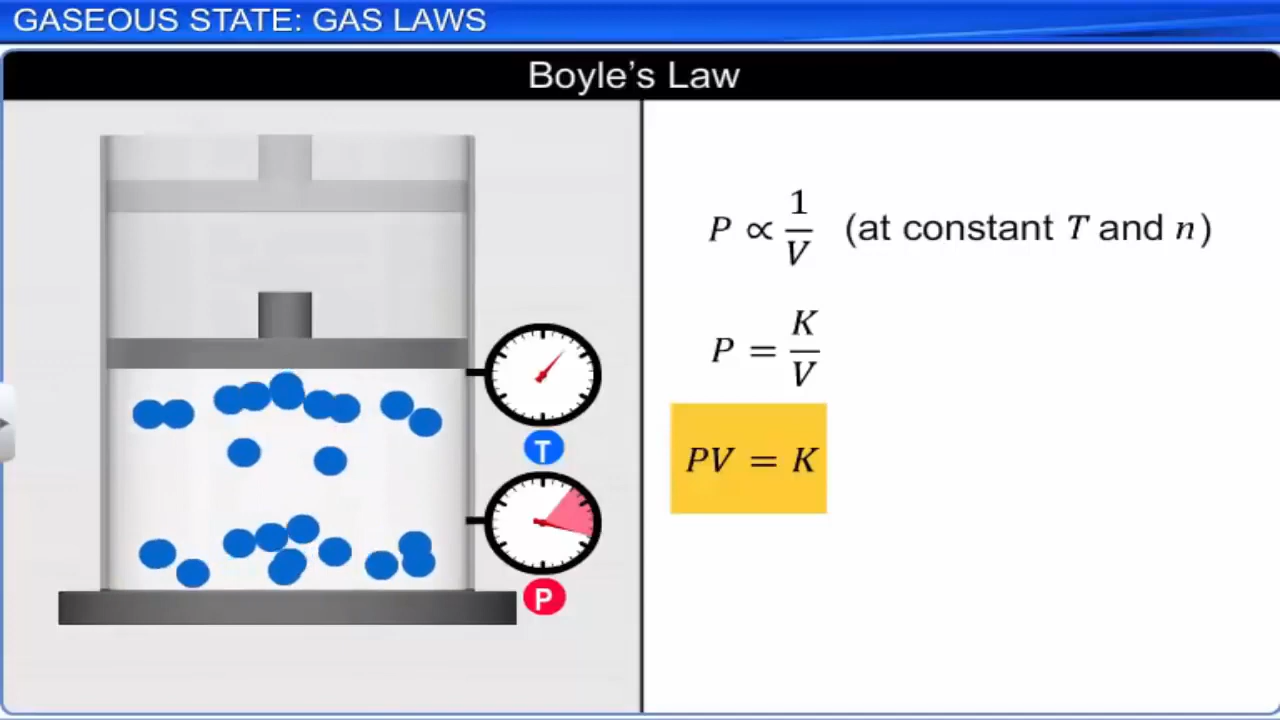 GASEOUS STATE: GAS LAWS
Boyle’s Law
P ∝ 1/V (at constant T and n)
P = K/V
PV = K
T
P